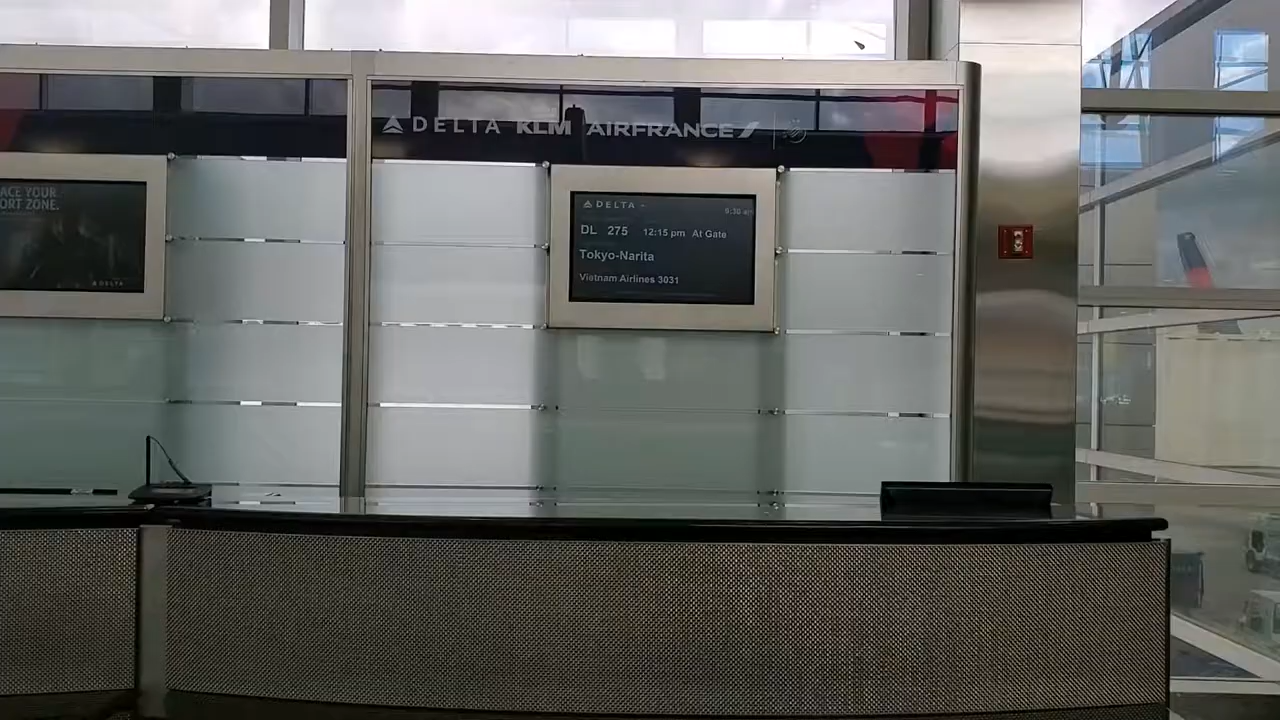 DELTA KLM AIRFRANCE
ACE YOUR
ORT ZONE.
DELTA
DELTA
DL 275 12:15 pm At Gate
Tokyo-Narita
Vietnam Airlines 3031